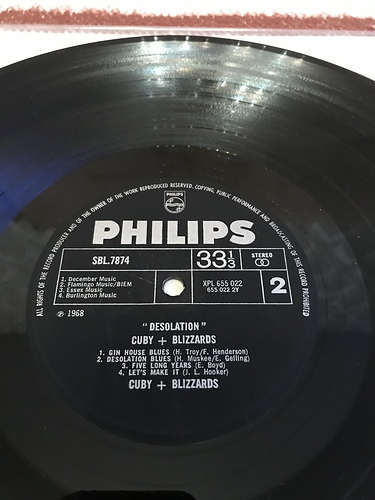 ALL RIGHTS OF THE RECORD PRODUCER AND OF THE OWNER OF THE WORK REPRODUCED RESERVED. COPYING, PUBLIC PERFORMANCE AND BROADCASTING OF THIS RECORD PROHIBITED
PHILIPS
PHILIPS
SBL.7874
33 1/3
STEREO
1. December Music
2. Flamingo Music/BIEM
3. Essex Music
4. Burlington Music
XPL 655 022
655 022 2Y
2
℗ 1968
"DESOLATION"
CUBY + BLIZZARDS
1. GIN HOUSE BLUES (H. Troy/F. Henderson)
2. DESOLATION BLUES (H. Muskee/E. Gelling)
3. FIVE LONG YEARS (E. Boyd)
4. LET'S MAKE IT (J. L. Hooker)
CUBY + BLIZZARDS